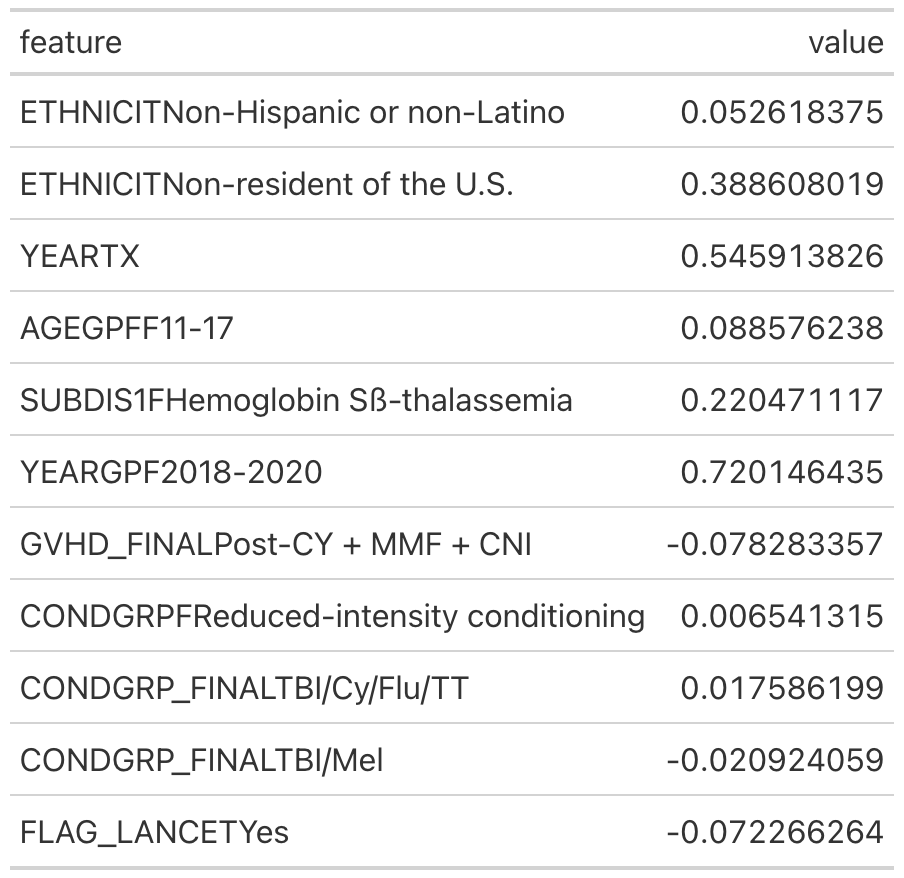 feature value
ETHNICITNon-Hispanic or non-Latino 0.052618375
ETHNICITNon-resident of the U.S. 0.388608019
YEARTX 0.545913826
AGEGPFF11-17 0.088576238
SUBDIS1FHemoglobin Sß-thalassemia 0.220471117
YEARGPF2018-2020 0.720146435
GVHD_FINALPost-CY + MMF + CNI -0.078283357
CONDGRPFReduced-intensity conditioning 0.006541315
CONDGRP_FINALTBI/Cy/Flu/TT 0.017586199
CONDGRP_FINALTBI/Mel -0.020924059
FLAG_LANCETYes -0.072266264